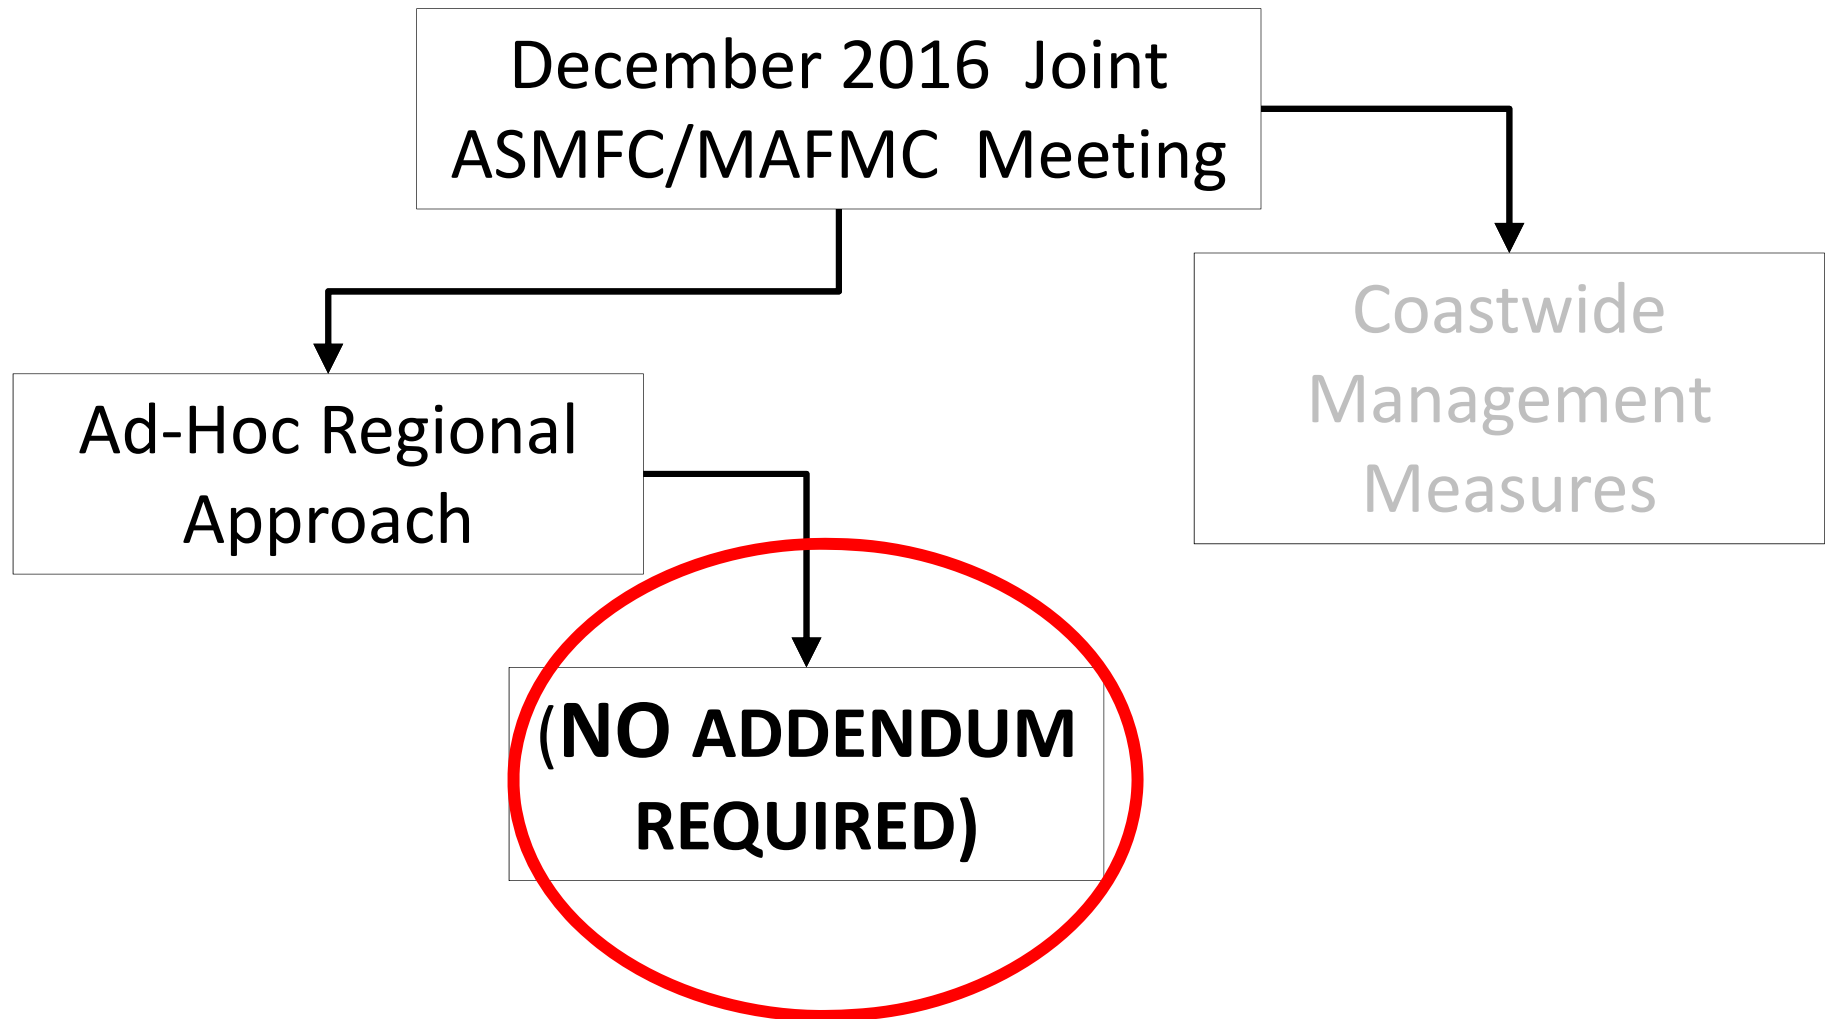 December 2016 Joint
ASMFC/MAFMC Meeting
Coastwide
Management
Measures
Ad-Hoc Regional
Approach
(NO ADDENDUM
REQUIRED)